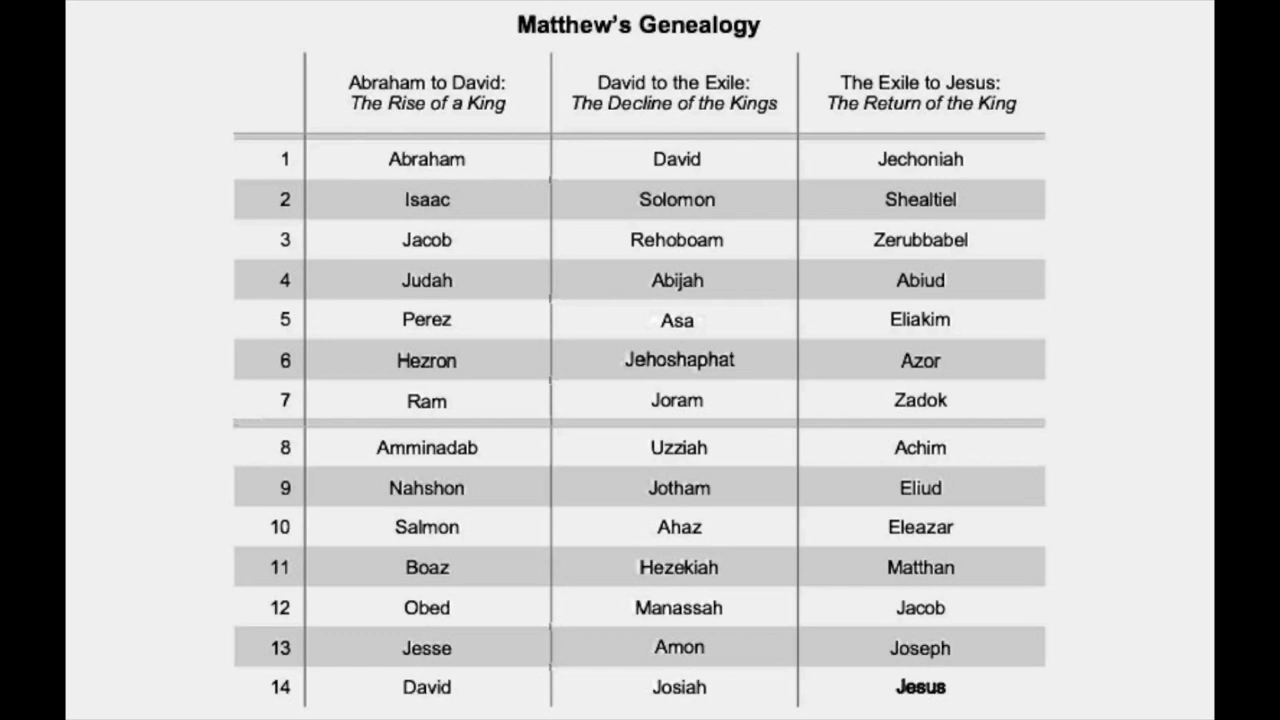 Matthew's Genealogy
Abraham to David: David to the Exile: The Exile to Jesus:
The Rise of a King The Decline of the Kings The Return of the King
1 Abraham David Jechoniah
2 Isaac Solomon Shealtiel
3 Jacob Rehoboam Zerubbabel
4 Judah Abijah Abiud
5 Perez Asa Eliakim
6 Hezron Jehoshaphat Azor
7 Ram Joram Zadok
8 Amminadab Uzziah Achim
9 Nahshon Jotham Eliud
10 Salmon Ahaz Eleazar
11 Boaz Hezekiah Matthan
12 Obed Manassah Jacob
13 Jesse Amon Joseph
14 David Josiah Jesus